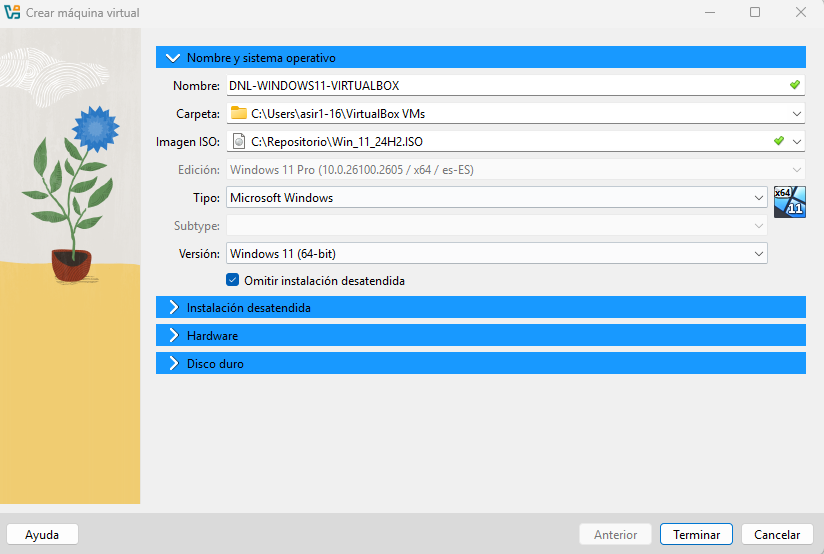 Crear máquina virtual
Nombre y sistema operativo
Nombre: DNL-WINDOWS11-VIRTUALBOX
Carpeta: C:\Users\asir1-16\VirtualBox VMs
Imagen ISO: C:\Repositorio\Win_11_24H2.ISO
Edición: Windows 11 Pro (10.0.26100.2605 / x64 / es-ES)
Tipo: Microsoft Windows
x64
11
Subtype:
Versión: Windows 11 (64-bit)
Omitir instalación desatendida
Instalación desatendida
Hardware
Disco duro
Ayuda Anterior Terminar Cancelar